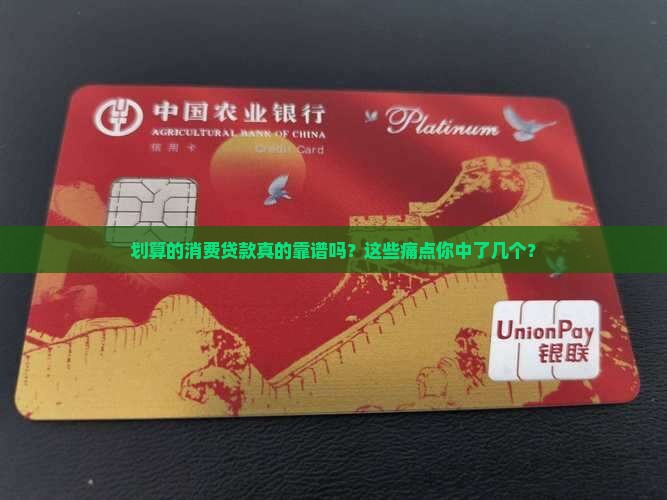 中国农业银行
AGRICULTURAL BANK OF CHINA
信用卡 Credit Card
Platinum
划算的消费贷款真的靠谱吗？这些痛点你中了几个？
UnionPay
银联